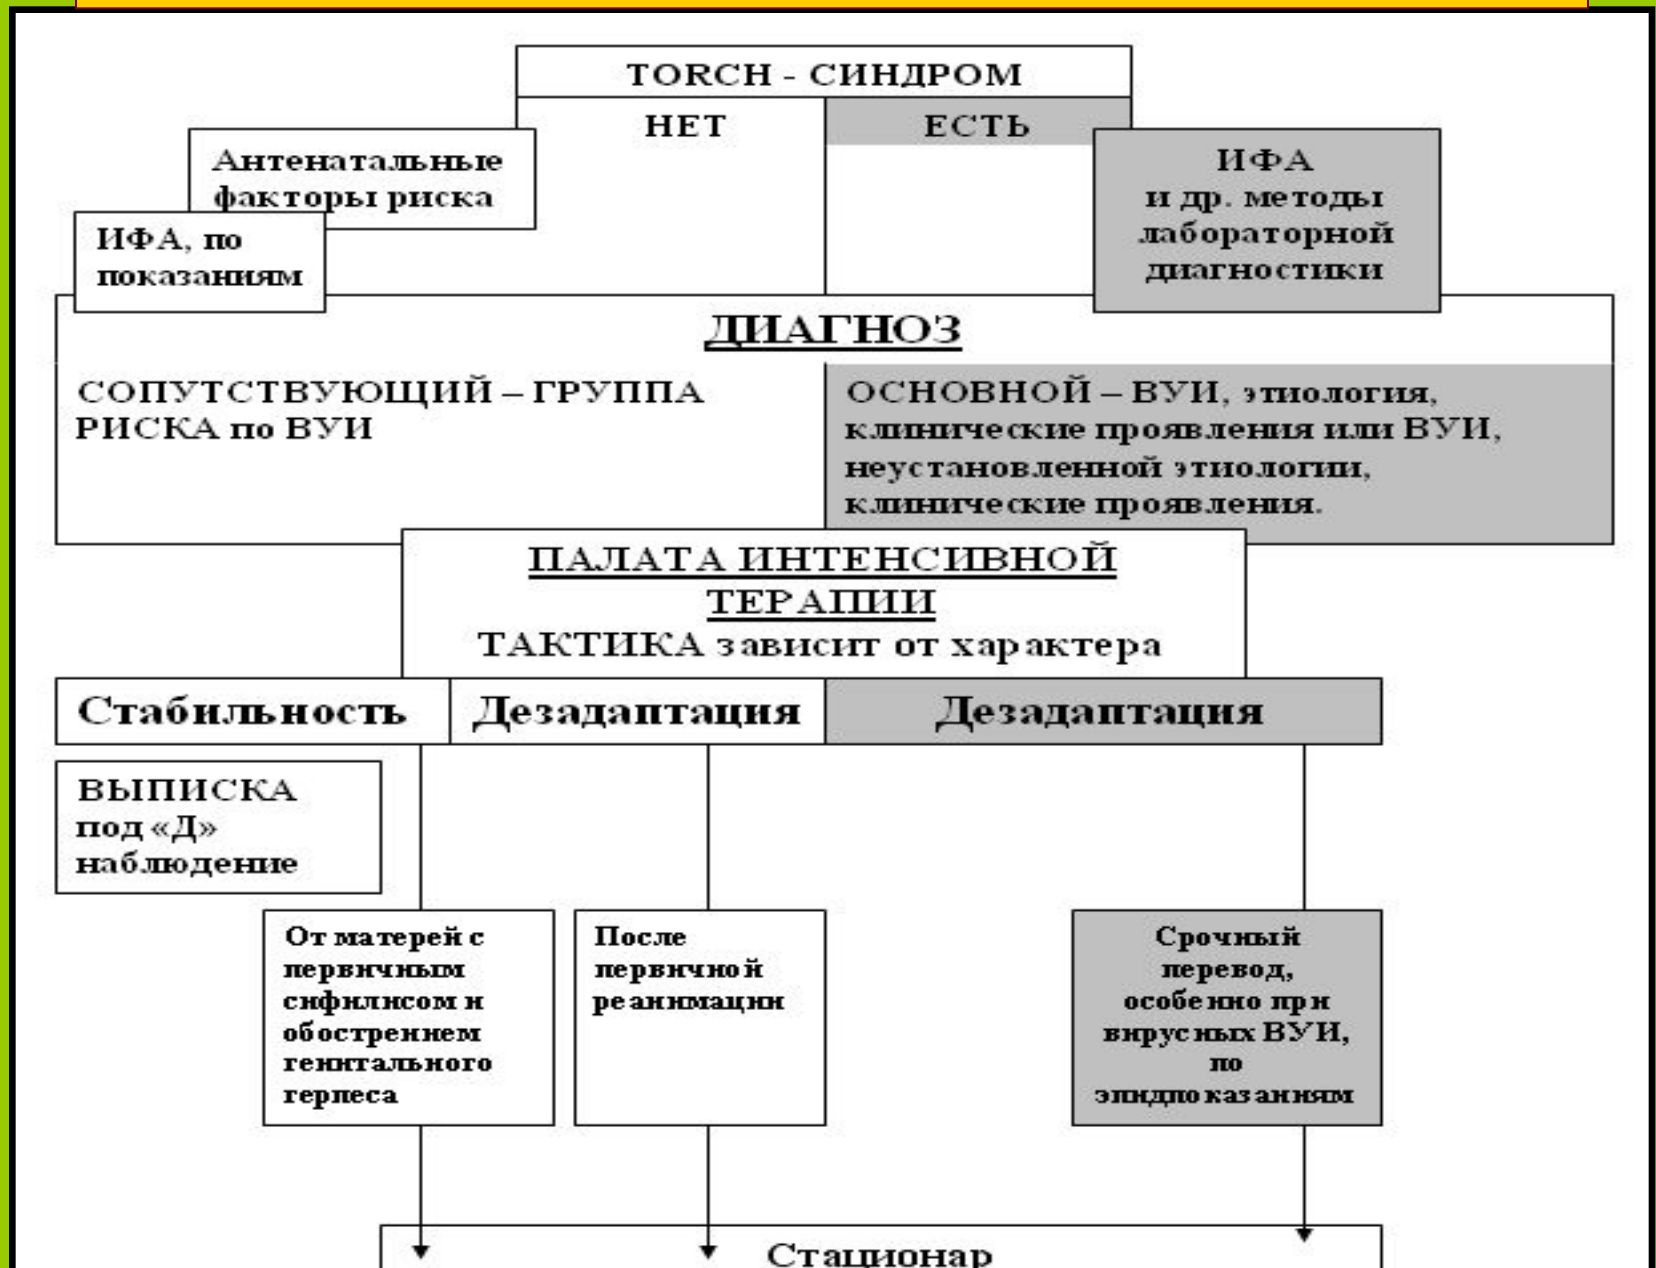 TORCH - СИНДРОМ
НЕТ
ЕСТЬ
Антенатальные
факторы риска
ИФА, по
показаниям
ИФА
и др. методы
лабораторной
диагностики
ДИАГНОЗ
СОПУТСТВУЮЩИЙ – ГРУППА
РИСКА по ВУИ
ОСНОВНОЙ – ВУИ, этиология,
клинические проявления или ВУИ,
неустановленной этиологии,
клинические проявления.
ПАЛАТА ИНТЕНСИВНОЙ
ТЕРАПИИ
ТАКТИКА зависит от характера
Стабильность
Дезадаптация
Дезадаптация
ВЫПИСКА
под «Д»
наблюдение
От матерей с
первичным
сифилисом и
обострением
генитального
герпеса
После
первичной
реанимации
Срочный
перевод,
особенно при
вирусных ВУИ,
по
эпидпоказаниям
Стационар